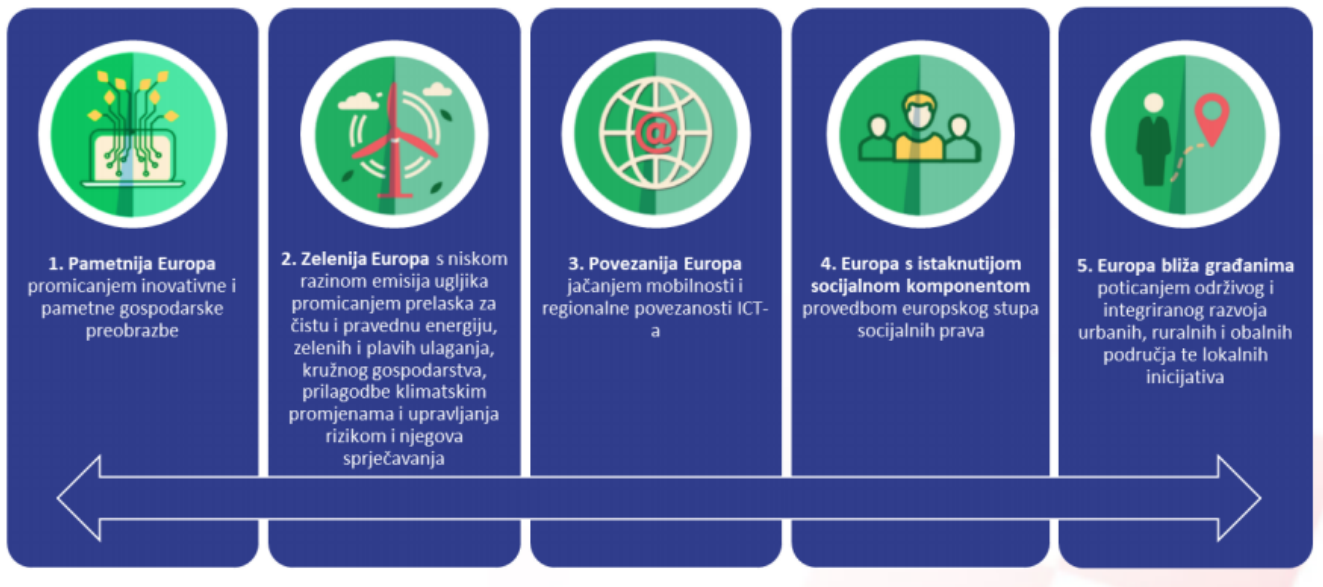 @
1. Pametnija Europa
promicanjem inovativne i
pametne gospodarske
preobrazbe
2. Zelenija Europa s niskom
razinom emisija ugljika
promicanjem prelaska za
čistu i pravednu energiju,
zelenih i plavih ulaganja,
kružnog gospodarstva,
prilagodbe klimatskim
promjenama i upravljanja
rizikom i njegova
sprječavanja
3. Povezanija Europa
jačanjem mobilnosti i
regionalne povezanosti ICT-
a
4. Europa s istaknutijom
socijalnom komponentom
provedbom europskog stupa
socijalnih prava
5. Europa bliža građanima
poticanjem održivog i
integriranog razvoja
urbanih, ruralnih i obalnih
područja te lokalnih
inicijativa